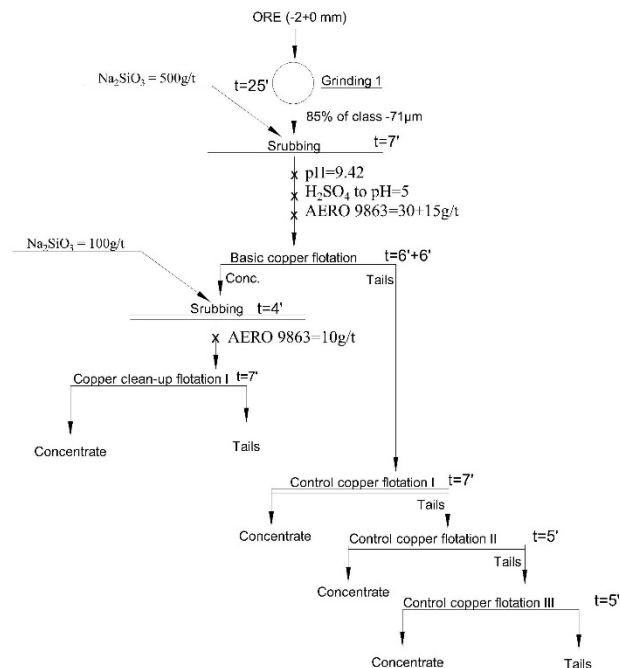 ORE (-2+0 mm)
Na₂SiO₃ = 500g/t
t=25'
Grinding 1
85% of class -71µm
Srubbing
t=7'
pH=9.42
H₂SO₄ to pH=5
AERO 9863=30+15g/t
Na₂SiO₃ = 100g/t
Basic copper flotation
t=6'+6'
Conc.
Tails
Srubbing
t=4'
AERO 9863=10g/t
Copper clean-up flotation I
t=7'
Concentrate
Tails
Control copper flotation I
t=7'
Tails
Concentrate
Control copper flotation II
t=5'
Tails
Concentrate
Control copper flotation III
t=5'
Concentrate
Tails